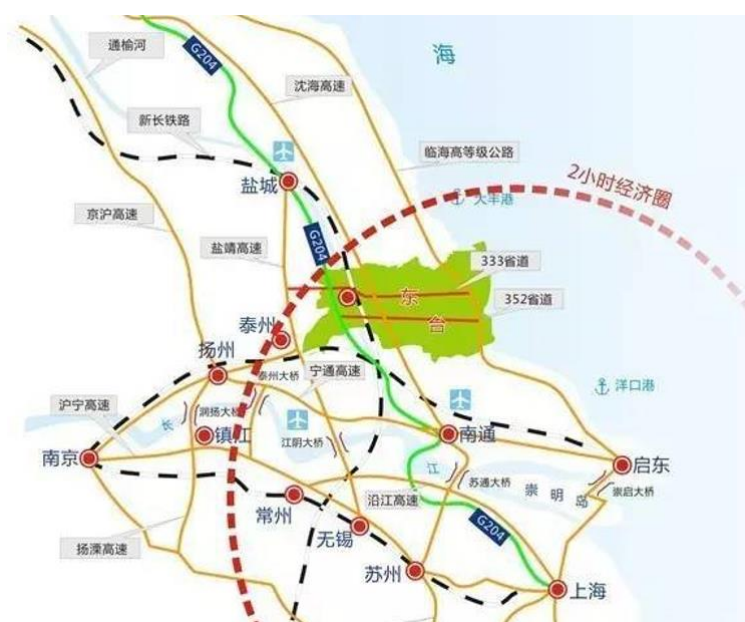 通榆河
G204
海
沈海高速
新长铁路
临海高等级公路
盐城
2小时经济圈
大丰港
京沪高速
盐靖高速
G204
333省道
东
台
352省道
泰州
扬州
泰州大桥
宁通高速
洋口港
沪宁高速
润扬大桥
长
镇江
江阴大桥
南通
南京
江
启东
苏通大桥
崇明岛
崇启大桥
常州
沿江高速
无锡
G204
扬溧高速
苏州
上海